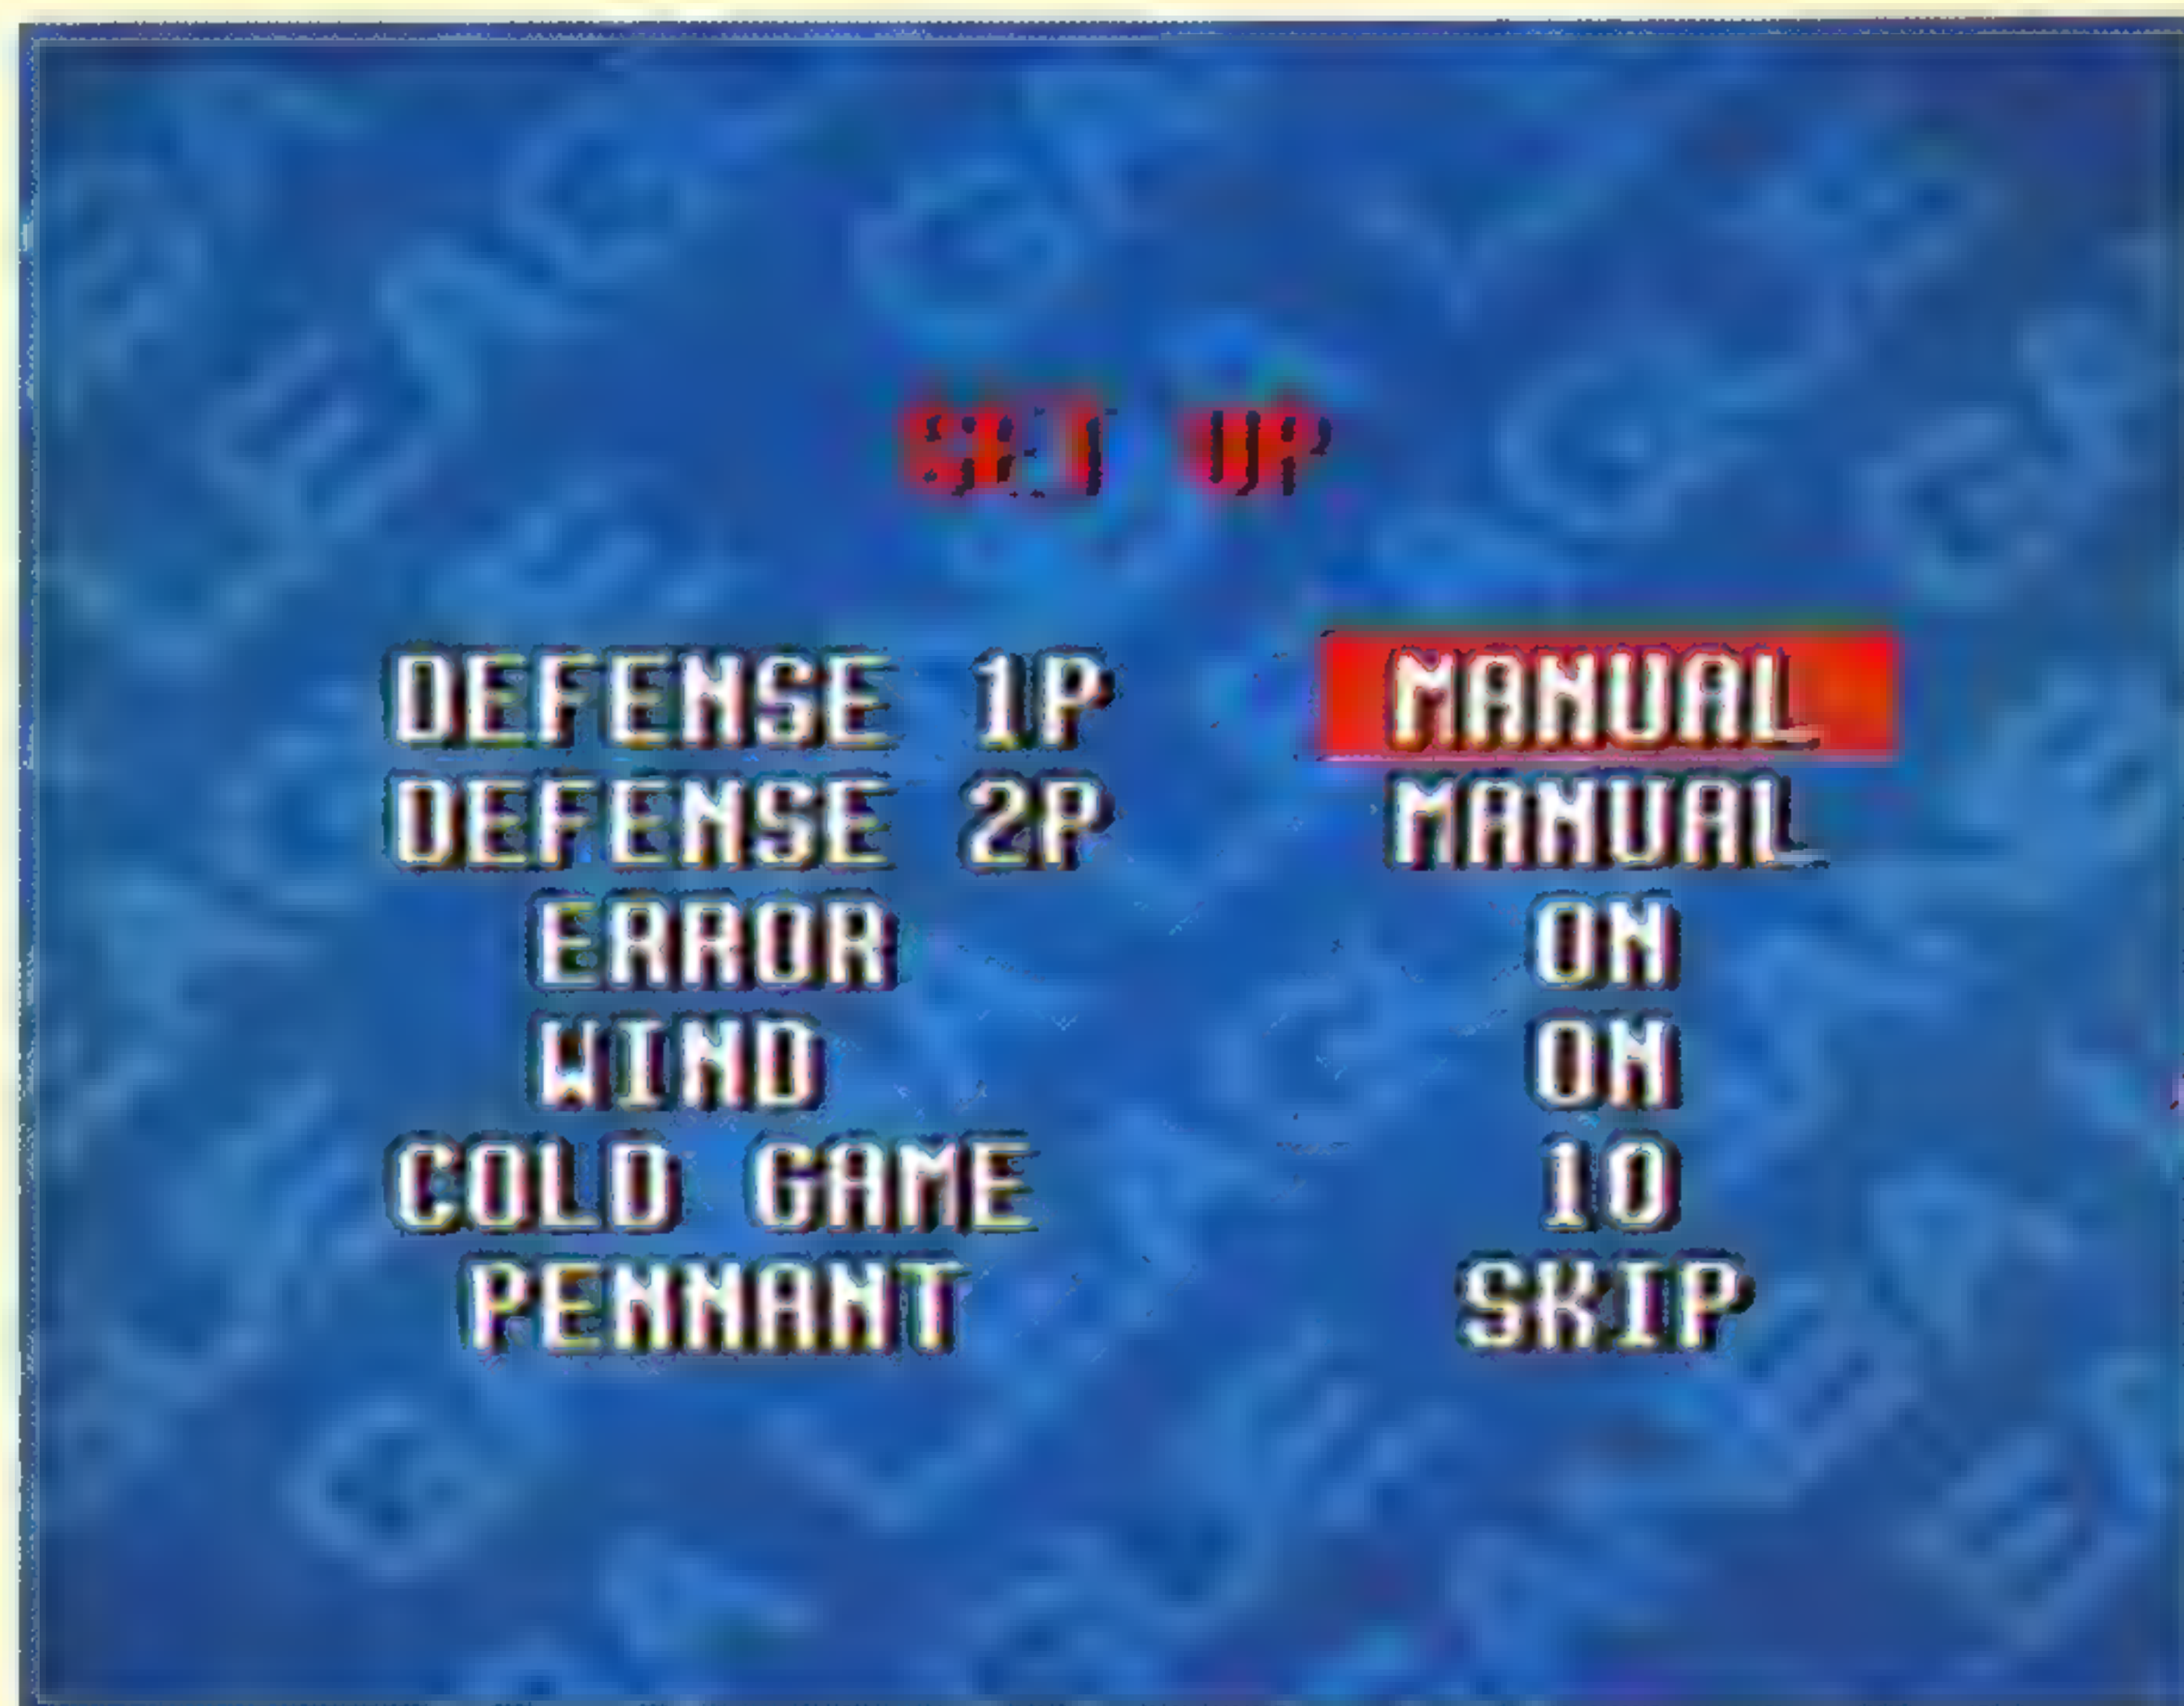 SET UP
DEFENSE 1P MANUAL
DEFENSE 2P MANUAL
ERROR ON
WIND ON
COLD GAME 10
PENNANT SKIP